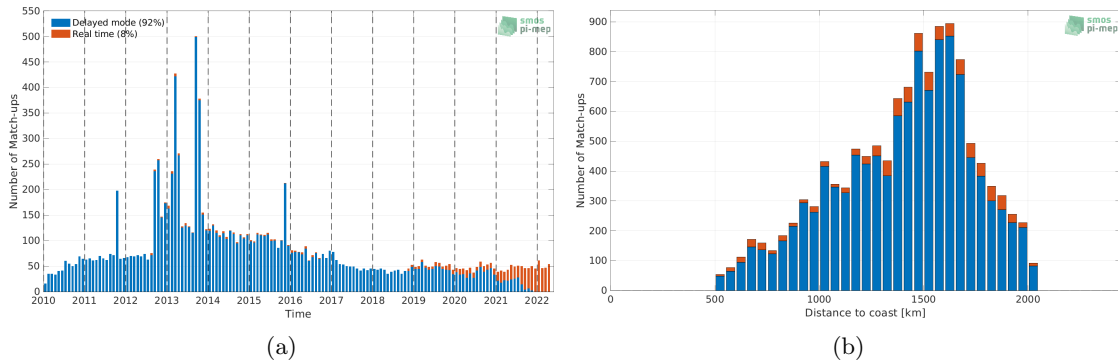 Number of Match-ups
550
500
450
400
350
300
250
200
150
100
50
0
Delayed mode (92%)
Real time (8%)
smos
pi-mep
2010 2011 2012 2013 2014 2015 2016 2017 2018 2019 2020 2021 2022
Time
(a)
Number of Match-ups
900
800
700
600
500
400
300
200
100
0
smos
pi-mep
0 500 1000 1500 2000
Distance to coast [km]
(b)